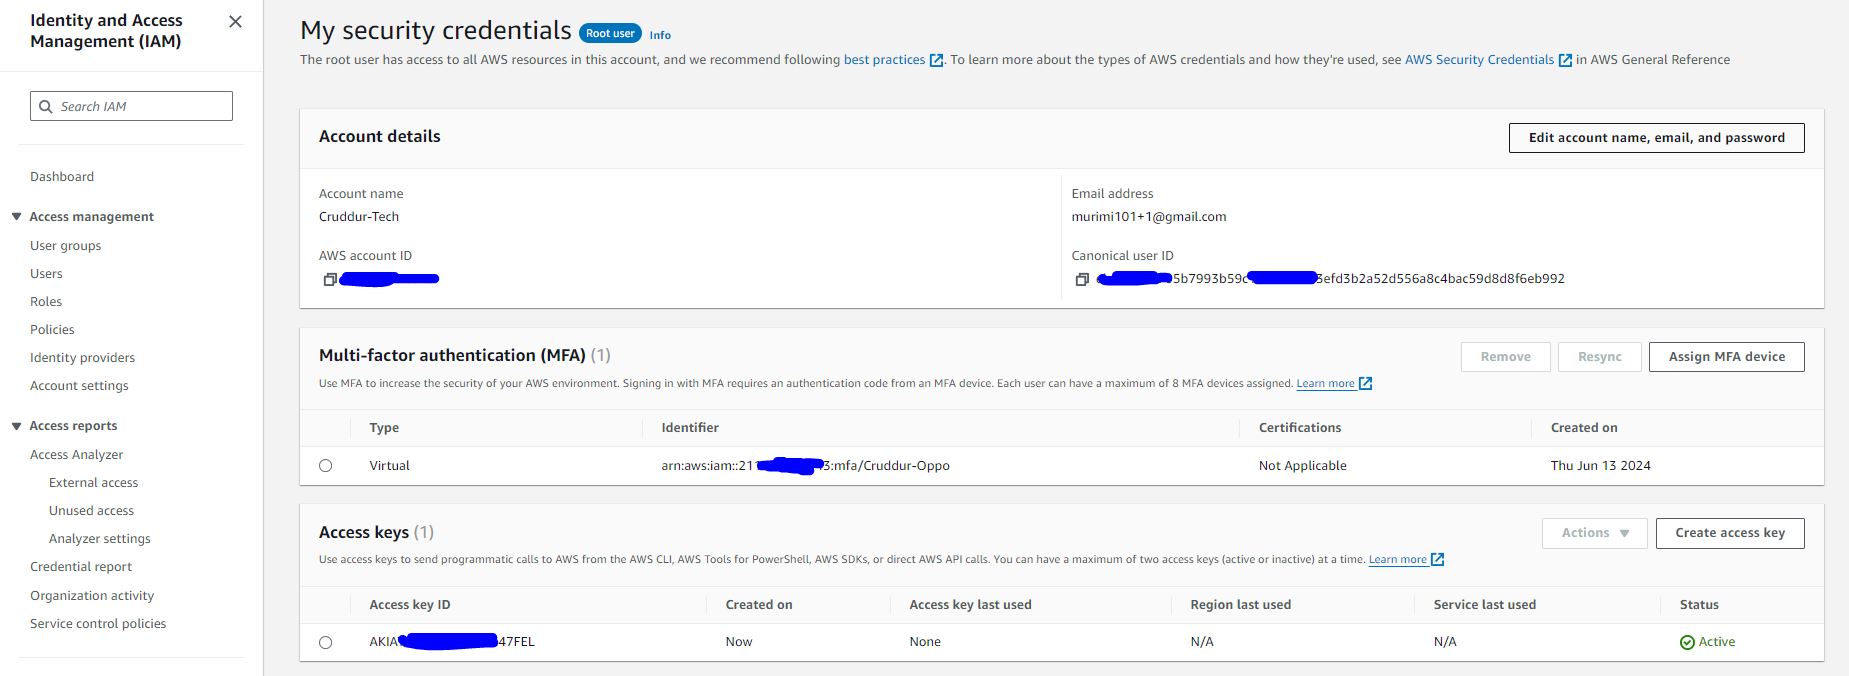 Identity and Access
Management (IAM)
Search IAM
Dashboard
Access management
User groups
Users
Roles
Policies
Identity providers
Account settings
Access reports
Access Analyzer
External access
Unused access
Analyzer settings
Credential report
Organization activity
Service control policies
My security credentials Root user Info
The root user has access to all AWS resources in this account, and we recommend following best practices. To learn more about the types of AWS credentials and how they're used, see AWS Security Credentials in AWS General Reference
Account details
Edit account name, email, and password
Account name
Cruddur-Tech
Email address
murimi101+1@gmail.com
AWS account ID
Canonical user ID
5b7993b59c 3efd3b2a52d556a8c4bac59d8d8f6eb992
Multi-factor authentication (MFA) (1)
Remove Resync Assign MFA device
Use MFA to increase the security of your AWS environment. Signing in with MFA requires an authentication code from an MFA device. Each user can have a maximum of 8 MFA devices assigned. Learn more
Type Identifier Certifications Created on
Virtual arn:aws:iam::211 3:mfa/Cruddur-Oppo Not Applicable Thu Jun 13 2024
Access keys (1)
Actions Create access key
Use access keys to send programmatic calls to AWS from the AWS CLI, AWS Tools for PowerShell, AWS SDKs, or direct AWS API calls. You can have a maximum of two access keys (active or inactive) at a time. Learn more
Access key ID Created on Access key last used Region last used Service last used Status
AKIA 47FEL Now None N/A N/A Active